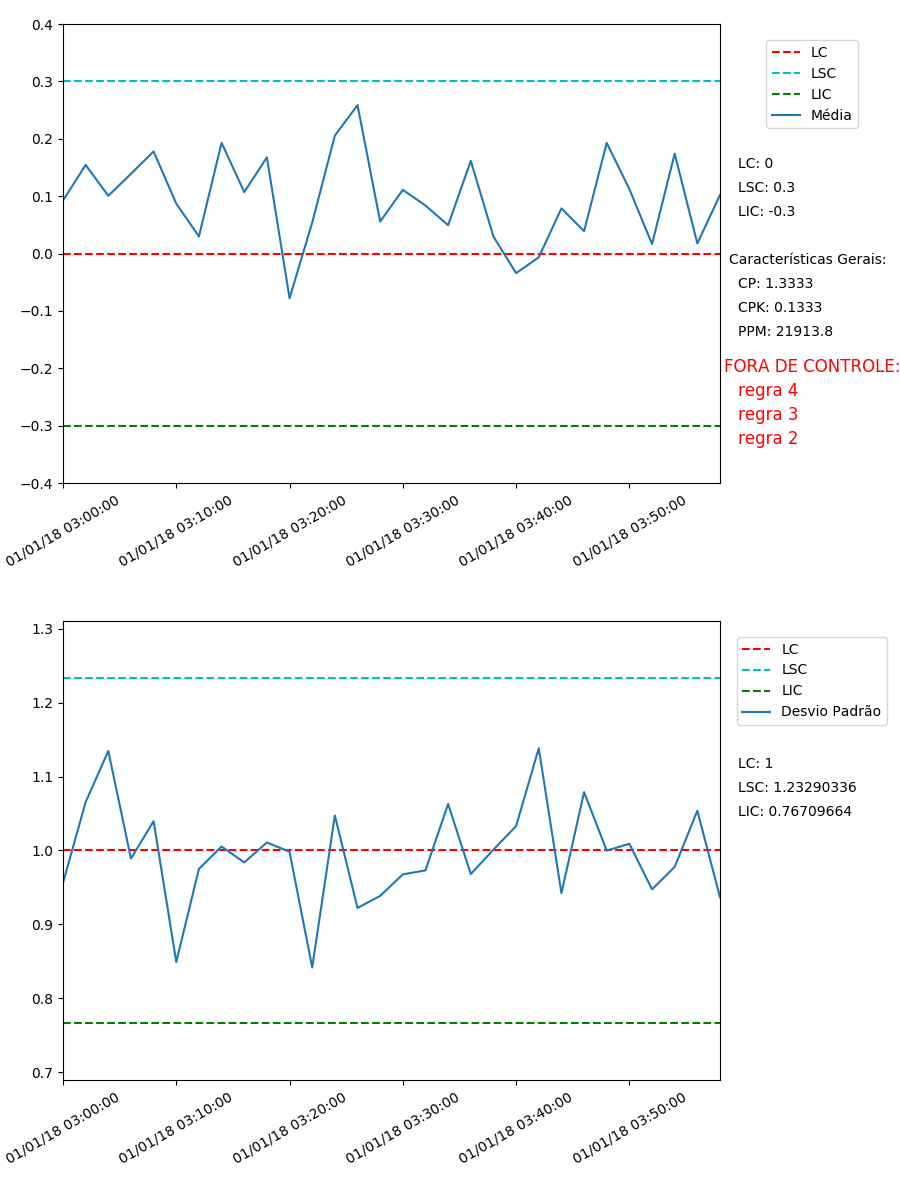 0.4
0.3
0.2
0.1
0.0
−0.1
−0.2
−0.3
−0.4
01/01/18 03:00:00
01/01/18 03:10:00
01/01/18 03:20:00
01/01/18 03:30:00
01/01/18 03:40:00
01/01/18 03:50:00
LC
LSC
LIC
Média
LC: 0
LSC: 0.3
LIC: -0.3
Características Gerais:
CP: 1.3333
CPK: 0.1333
PPM: 21913.8
FORA DE CONTROLE:
regra 4
regra 3
regra 2
1.3
1.2
1.1
1.0
0.9
0.8
0.7
01/01/18 03:00:00
01/01/18 03:10:00
01/01/18 03:20:00
01/01/18 03:30:00
01/01/18 03:40:00
01/01/18 03:50:00
LC
LSC
LIC
Desvio Padrão
LC: 1
LSC: 1.23290336
LIC: 0.76709664